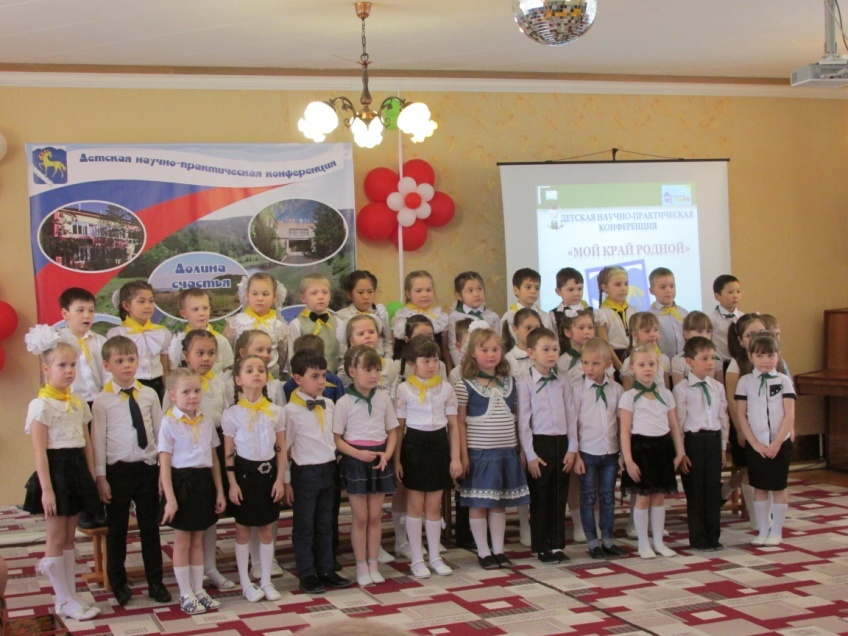 Детская научно-практическая конференция
Долина
счастья
ДЕТСКАЯ НАУЧНО-ПРАКТИЧЕСКАЯ
КОНФЕРЕНЦИЯ
«МОЙ КРАЙ РОДНОЙ»